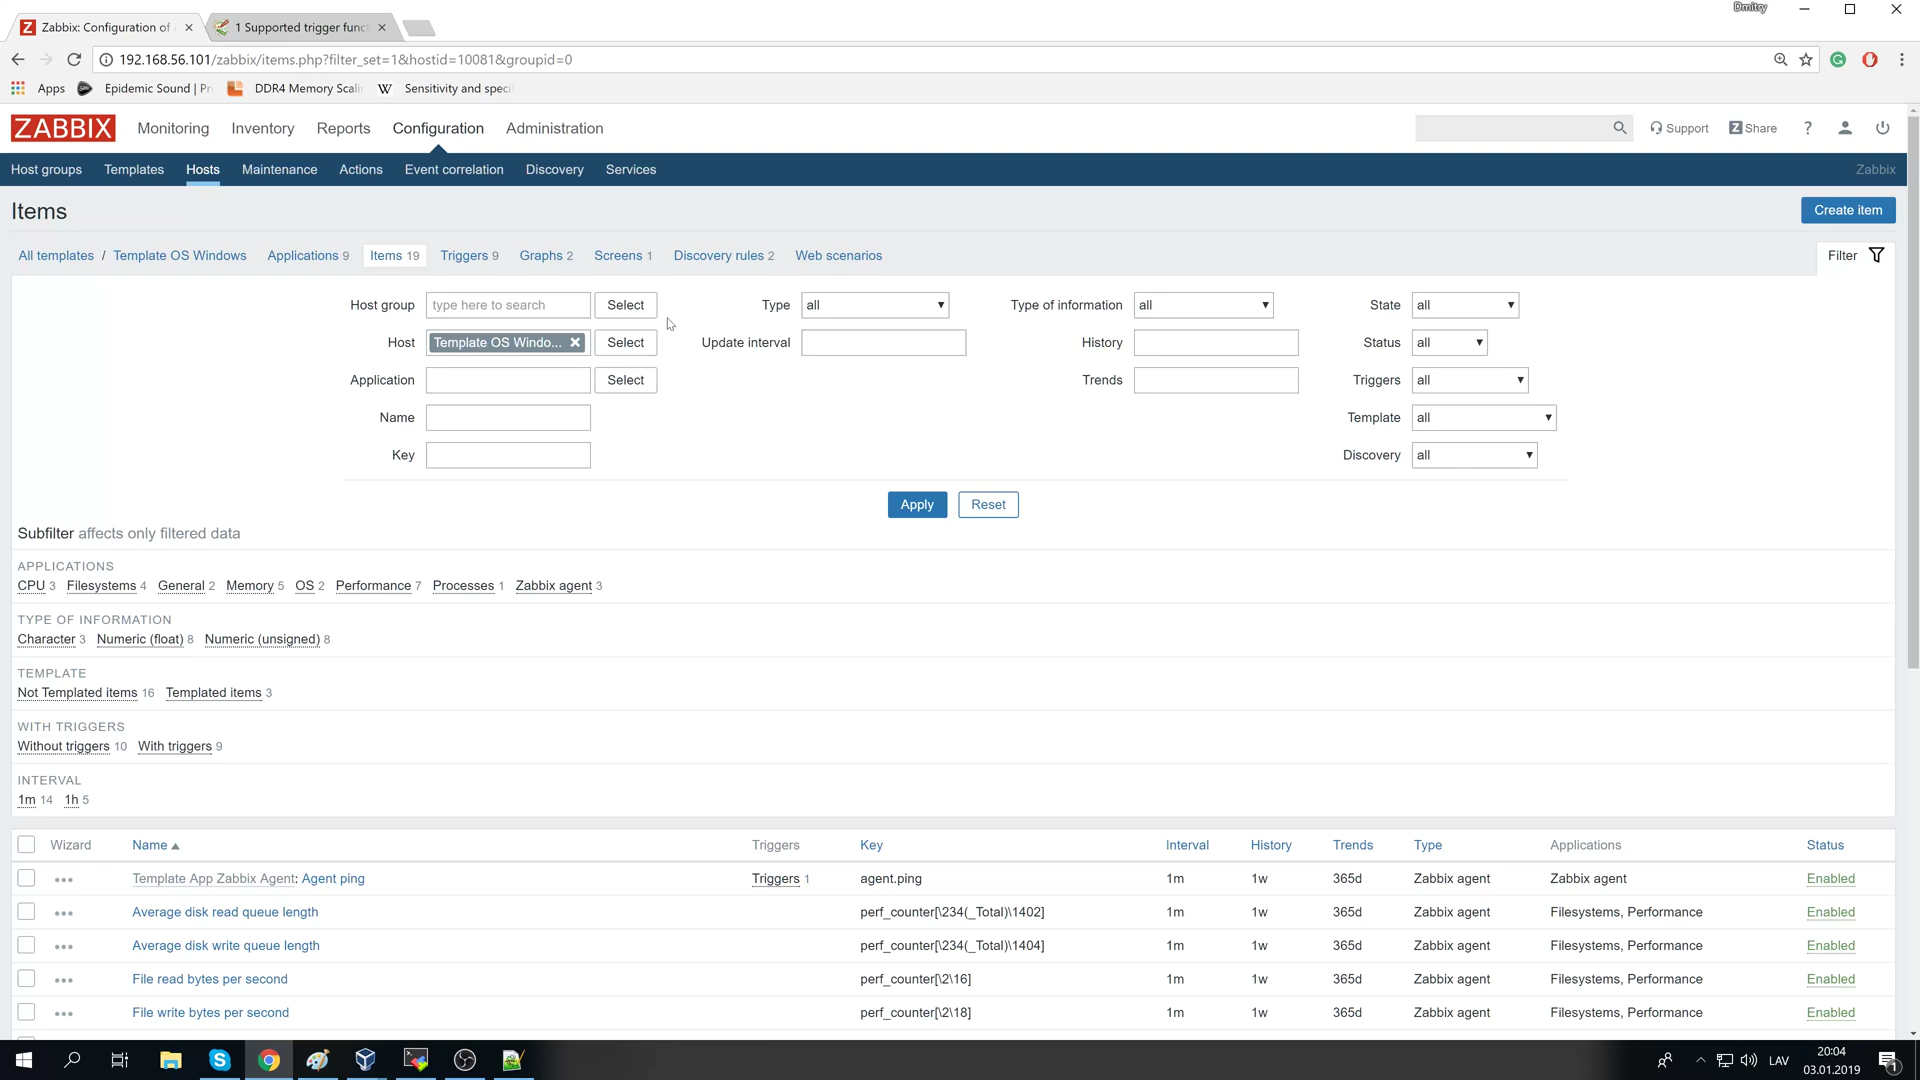 Dmitry
Zabbix: Configuration of
1 Supported trigger funct
192.168.56.101/zabbix/items.php?filter_set=1&hostid=10081&groupid=0
Apps Epidemic Sound | Pri DDR4 Memory Scalin Sensitivity and speci
ZABBIX Monitoring Inventory Reports Configuration Administration Support Share ?
Host groups Templates Hosts Maintenance Actions Event correlation Discovery Services Zabbix
Items Create item
All templates / Template OS Windows Applications 9 Items 19 Triggers 9 Graphs 2 Screens 1 Discovery rules 2 Web scenarios Filter
Host group type here to search Select Type all Type of information all State all
Host Template OS Windo... Select Update interval History Status all
Application Select Trends Triggers all
Name Template all
Key Discovery all
Apply Reset
Subfilter affects only filtered data
APPLICATIONS
CPU 3 Filesystems 4 General 2 Memory 5 OS 2 Performance 7 Processes 1 Zabbix agent 3
TYPE OF INFORMATION
Character 3 Numeric (float) 8 Numeric (unsigned) 8
TEMPLATE
Not Templated items 16 Templated items 3
WITH TRIGGERS
Without triggers 10 With triggers 9
INTERVAL
1m 14 1h 5
Wizard Name Triggers Key Interval History Trends Type Applications Status
Template App Zabbix Agent: Agent ping Triggers 1 agent.ping 1m 1w 365d Zabbix agent Zabbix agent Enabled
Average disk read queue length perf_counter[\234(_Total)\1402] 1m 1w 365d Zabbix agent Filesystems, Performance Enabled
Average disk write queue length perf_counter[\234(_Total)\1404] 1m 1w 365d Zabbix agent Filesystems, Performance Enabled
File read bytes per second perf_counter[\2\16] 1m 1w 365d Zabbix agent Filesystems, Performance Enabled
File write bytes per second perf_counter[\2\18] 1m 1w 365d Zabbix agent Filesystems, Performance Enabled
LAV 20:04
03.01.2019 1